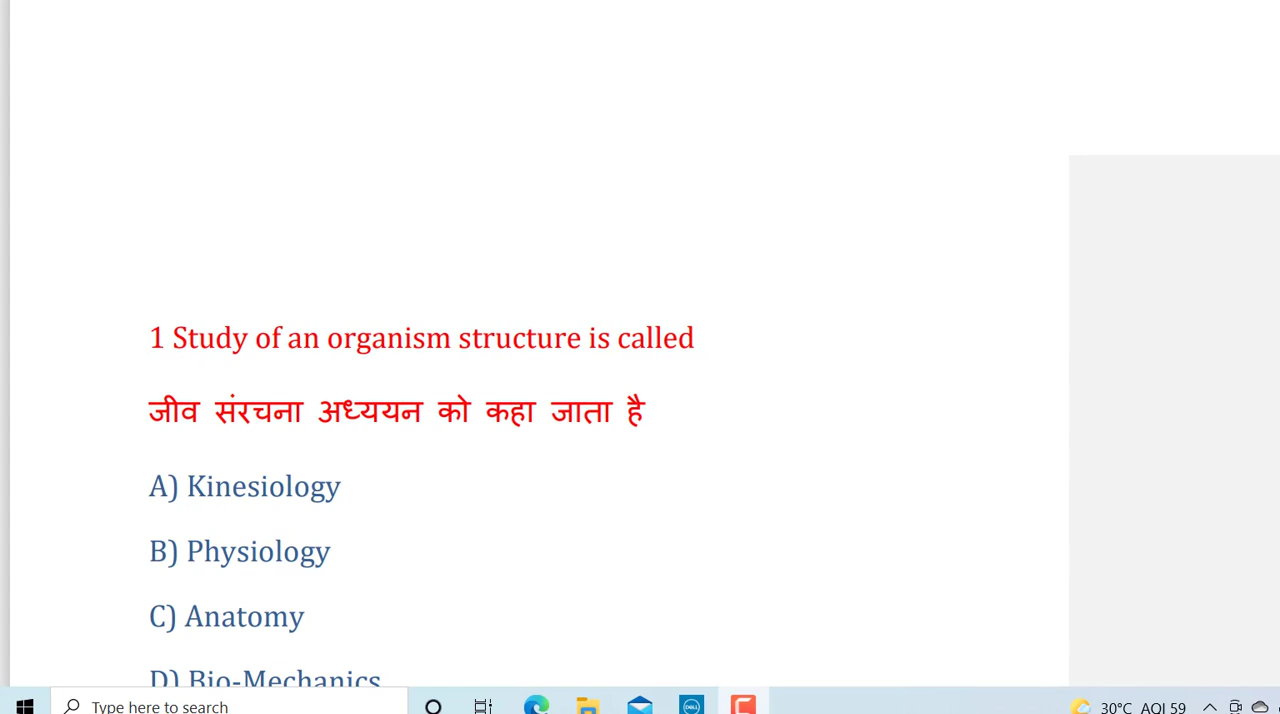 1 Study of an organism structure is called
जीव संरचना अध्ययन को कहा जाता है
A) Kinesiology
B) Physiology
C) Anatomy
D) Bio-Mechanics
Type here to search
DELL
30°C AQI 59